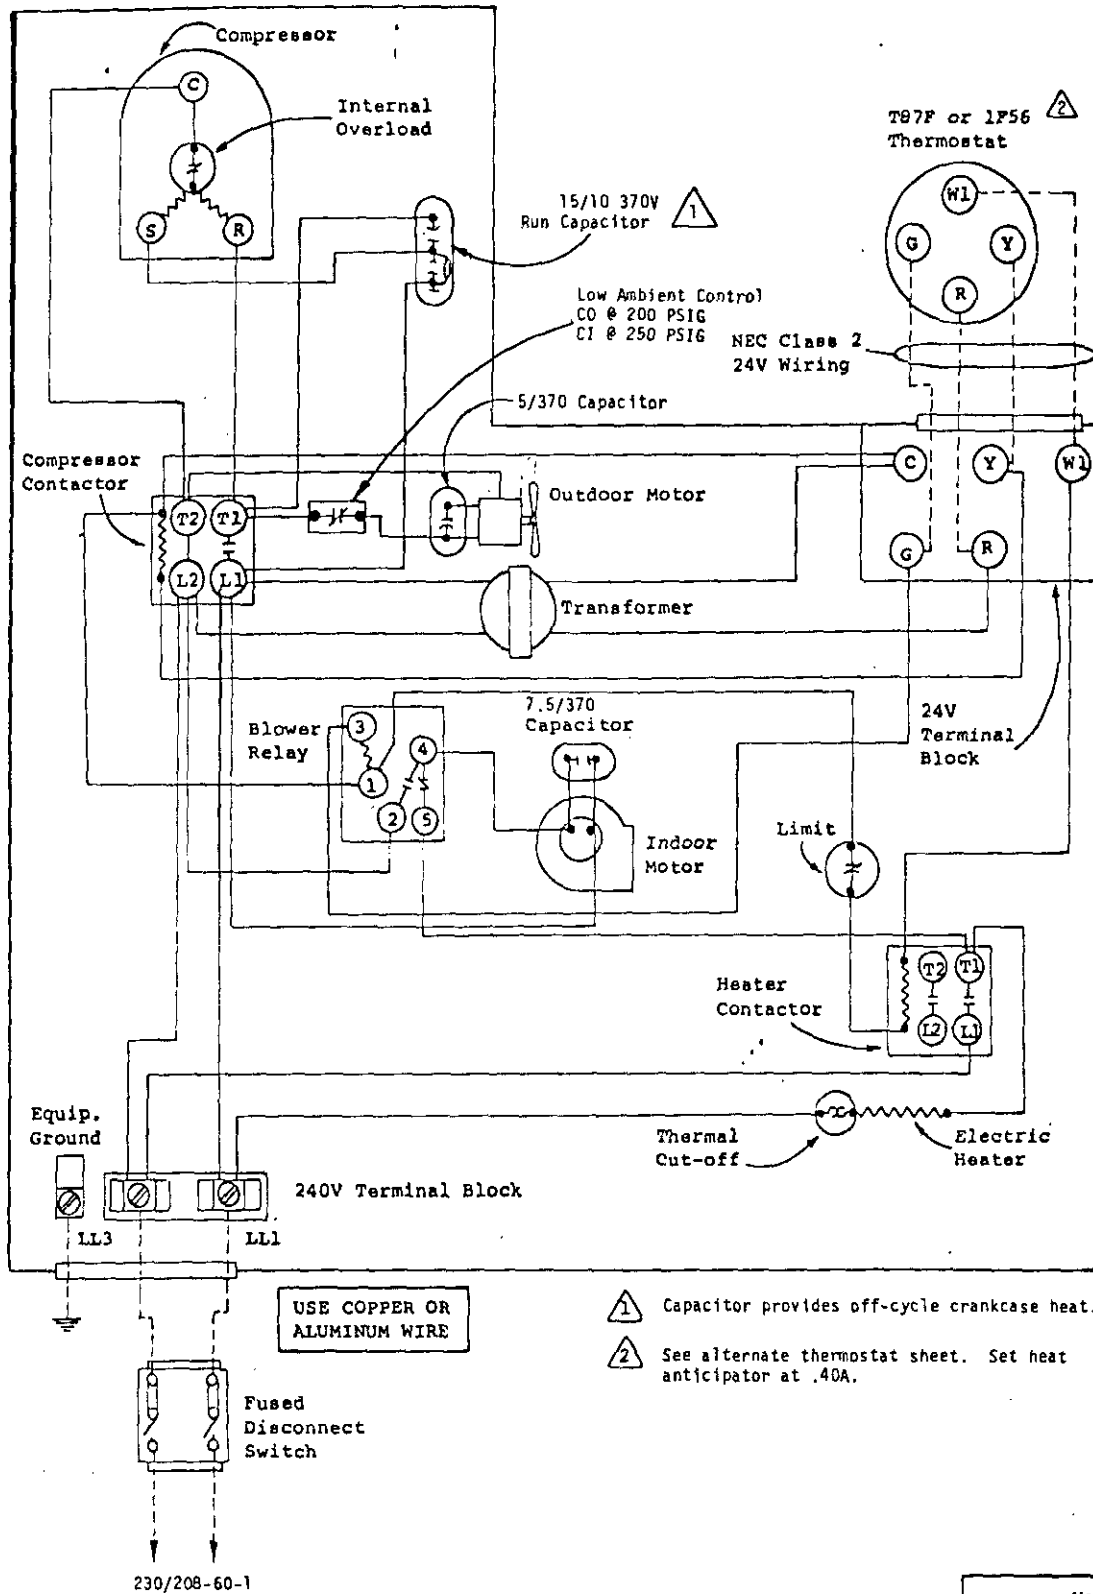 Compressor
C
Internal
Overload
S
R
15/10 370V
Run Capacitor
1
T87F or 1F56
Thermostat
2
W1
G
Y
R
Low Ambient Control
CO @ 200 PSIG
CI @ 250 PSIG
NEC Class 2
24V Wiring
5/370 Capacitor
Compressor
Contactor
T2
T1
L2
L1
Outdoor Motor
C
Y
W1
G
R
Transformer
24V
Terminal
Block
Blower
Relay
3
4
1
2
5
7.5/370
Capacitor
Indoor
Motor
Limit
Heater
Contactor
T2
T1
L2
L1
Equip.
Ground
Thermal
Cut-off
Electric
Heater
240V Terminal Block
LL3
LL1
USE COPPER OR
ALUMINUM WIRE
1 Capacitor provides off-cycle crankcase heat.
2 See alternate thermostat sheet. Set heat
anticipator at .40A.
Fused
Disconnect
Switch
230/208-60-1